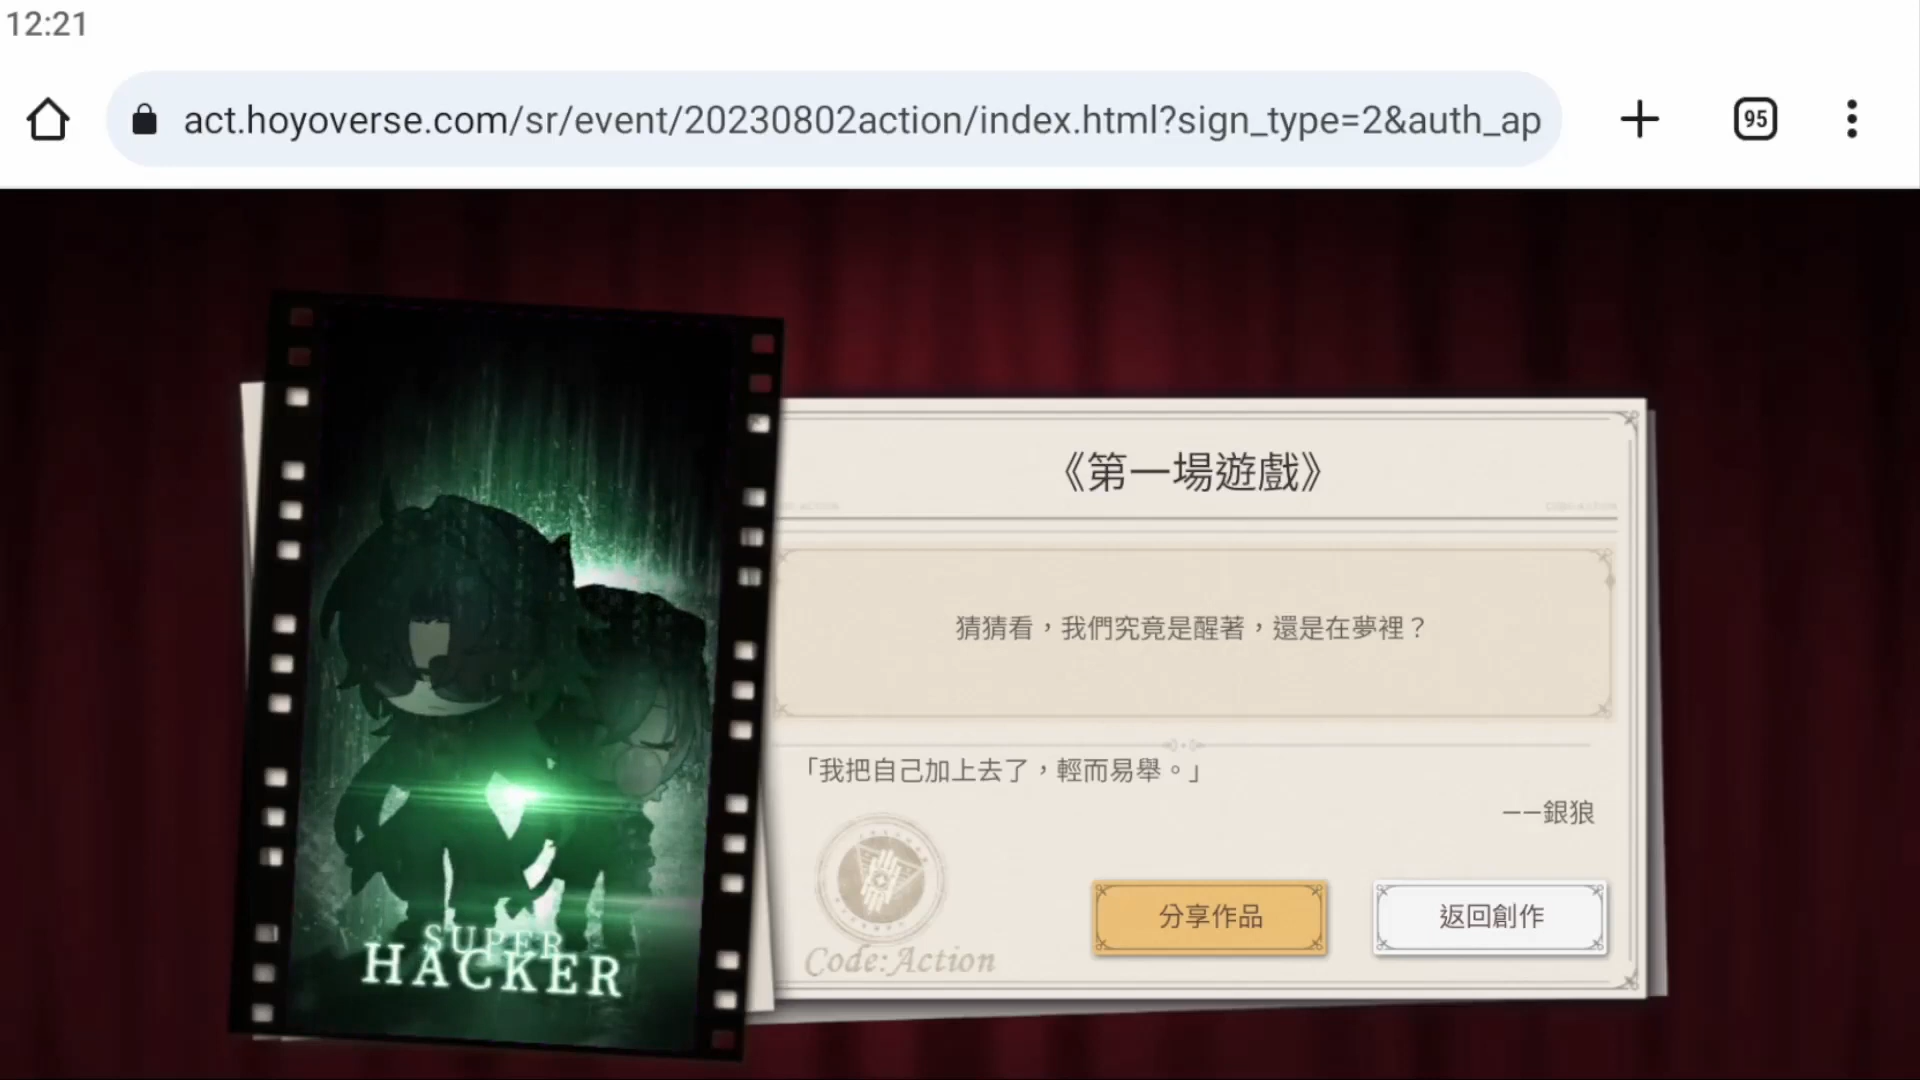 12:21
act.hoyoverse.com/sr/event/20230802action/index.html?sign_type=2&auth_ap
95
《第一場遊戲》
猜猜看，我們究竟是醒著，還是在夢裡？
「我把自己加上去了，輕而易舉。」
——銀狼
分享作品
返回創作
Code:Action
SUPER
HACKER